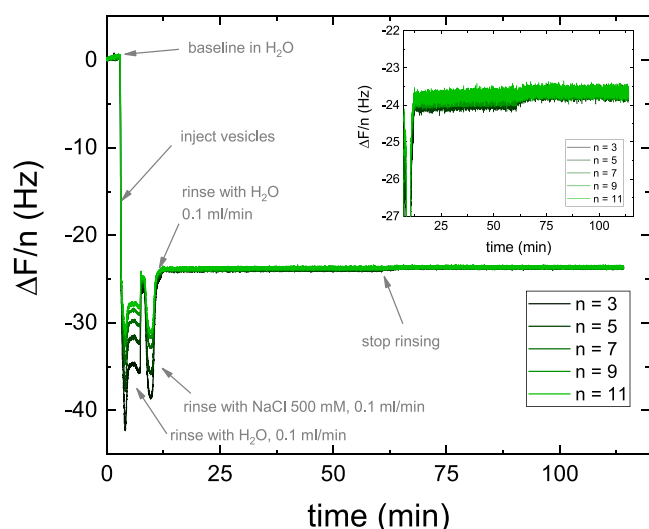 baseline in H₂O
inject vesicles
rinse with H₂O
0.1 ml/min
stop rinsing
rinse with NaCl 500 mM, 0.1 ml/min
rinse with H₂O, 0.1 ml/min
0
-10
-20
-30
-40
ΔF/n (Hz)
0
25
50
75
100
time (min)
n = 3
n = 5
n = 7
n = 9
n = 11
-22
-23
-24
-25
-26
-27
ΔF/n (Hz)
25
50
75
100
time (min)
n = 3
n = 5
n = 7
n = 9
n = 11